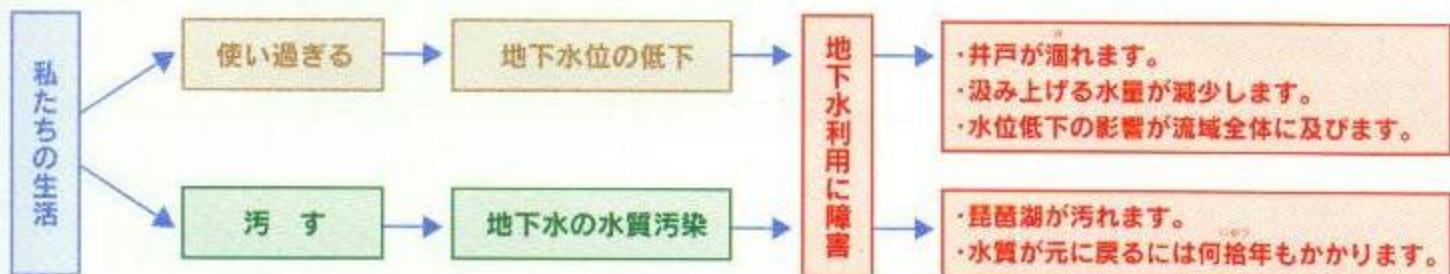 私たちの生活
使い過ぎる
地下水位の低下
汚す
地下水の水質汚染
地下水利用に障害
・井戸が涸れます。
・汲み上げる水量が減少します。
・水位低下の影響が流域全体に及びます。
・琵琶湖が汚れます。
・水質が元に戻るには何拾年もかかります。